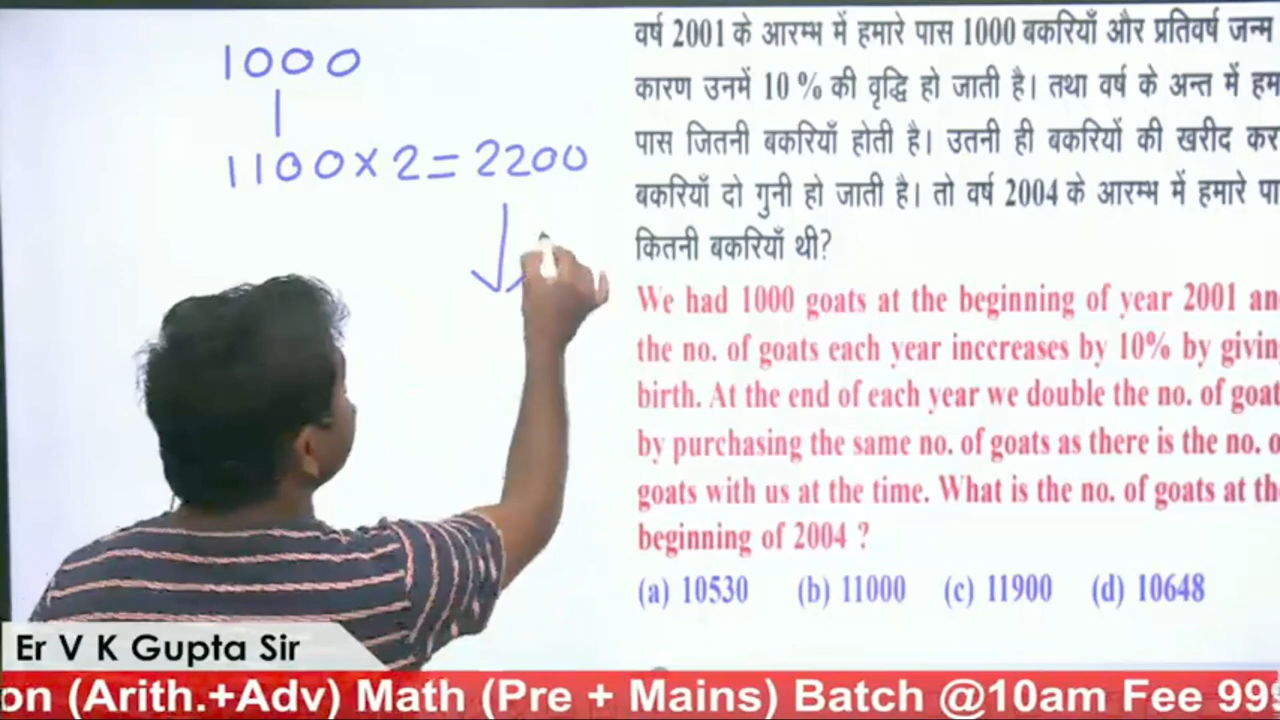 1000
1100×2=2200
वर्ष 2001 के आरम्भ में हमारे पास 1000 बकरियाँ और प्रतिवर्ष जन्म
कारण उनमें 10 % की वृद्धि हो जाती है। तथा वर्ष के अन्त में हम
पास जितनी बकरियाँ होती है। उतनी ही बकरियों की खरीद कर
बकरियाँ दो गुनी हो जाती है। तो वर्ष 2004 के आरम्भ में हमारे पा
कितनी बकरियाँ थी?
We had 1000 goats at the beginning of year 2001 an
the no. of goats each year inccreases by 10% by givin
birth. At the end of each year we double the no. of goat
by purchasing the same no. of goats as there is the no. o
goats with us at the time. What is the no. of goats at th
beginning of 2004 ?
(a) 10530 (b) 11000 (c) 11900 (d) 10648
Er V K Gupta Sir
on (Arith.+Adv) Math (Pre + Mains) Batch @10am Fee 999